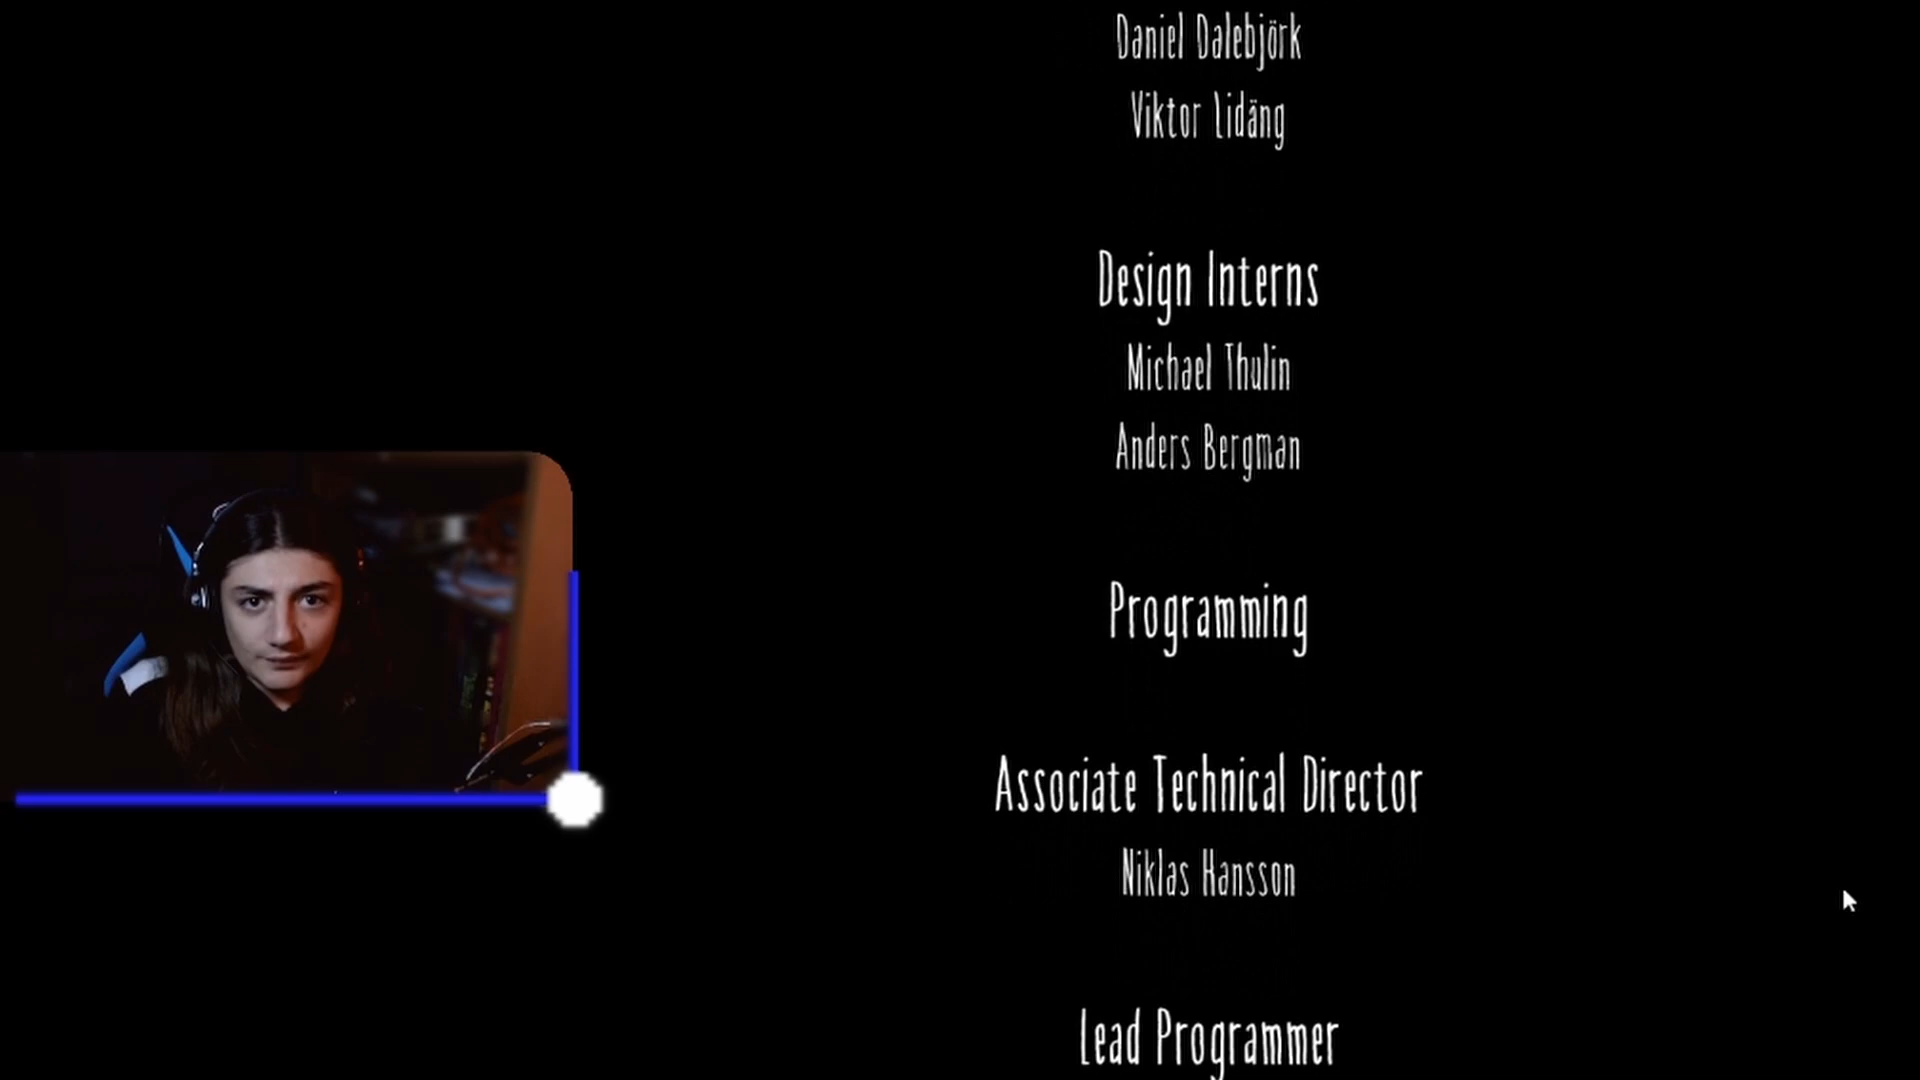 Daniel Dalebjörk
Viktor Lidäng
Design Interns
Michael Thulin
Anders Bergman
Programming
Associate Technical Director
Niklas Hansson
Lead Programmer